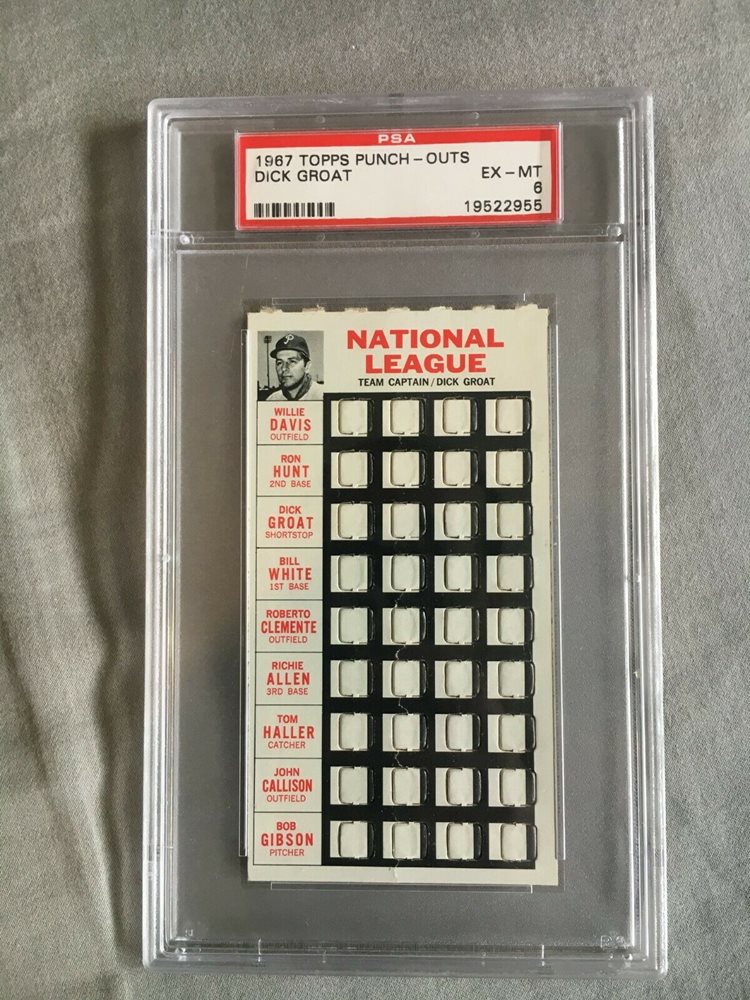 PSA
1967 TOPPS PUNCH-OUTS
DICK GROAT EX-MT
6
19522955
P
NATIONAL
LEAGUE
TEAM CAPTAIN/DICK GROAT
WILLIE
DAVIS
OUTFIELD
RON
HUNT
2ND BASE
DICK
GROAT
SHORTSTOP
BILL
WHITE
1ST BASE
ROBERTO
CLEMENTE
OUTFIELD
RICHIE
ALLEN
3RD BASE
TOM
HALLER
CATCHER
JOHN
CALLISON
OUTFIELD
BOB
GIBSON
PITCHER